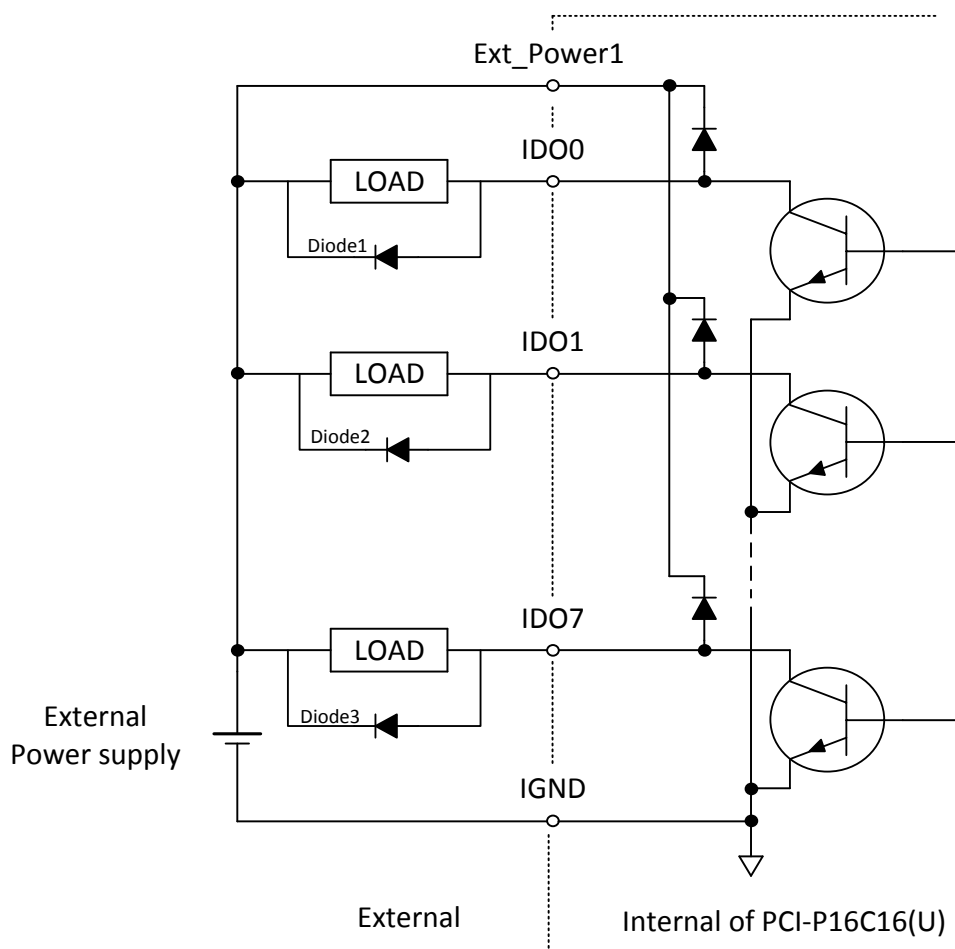 Ext_Power1
IDO0
LOAD
Diode1
IDO1
LOAD
Diode2
IDO7
LOAD
Diode3
External
Power supply
IGND
External
Internal of PCI-P16C16(U)